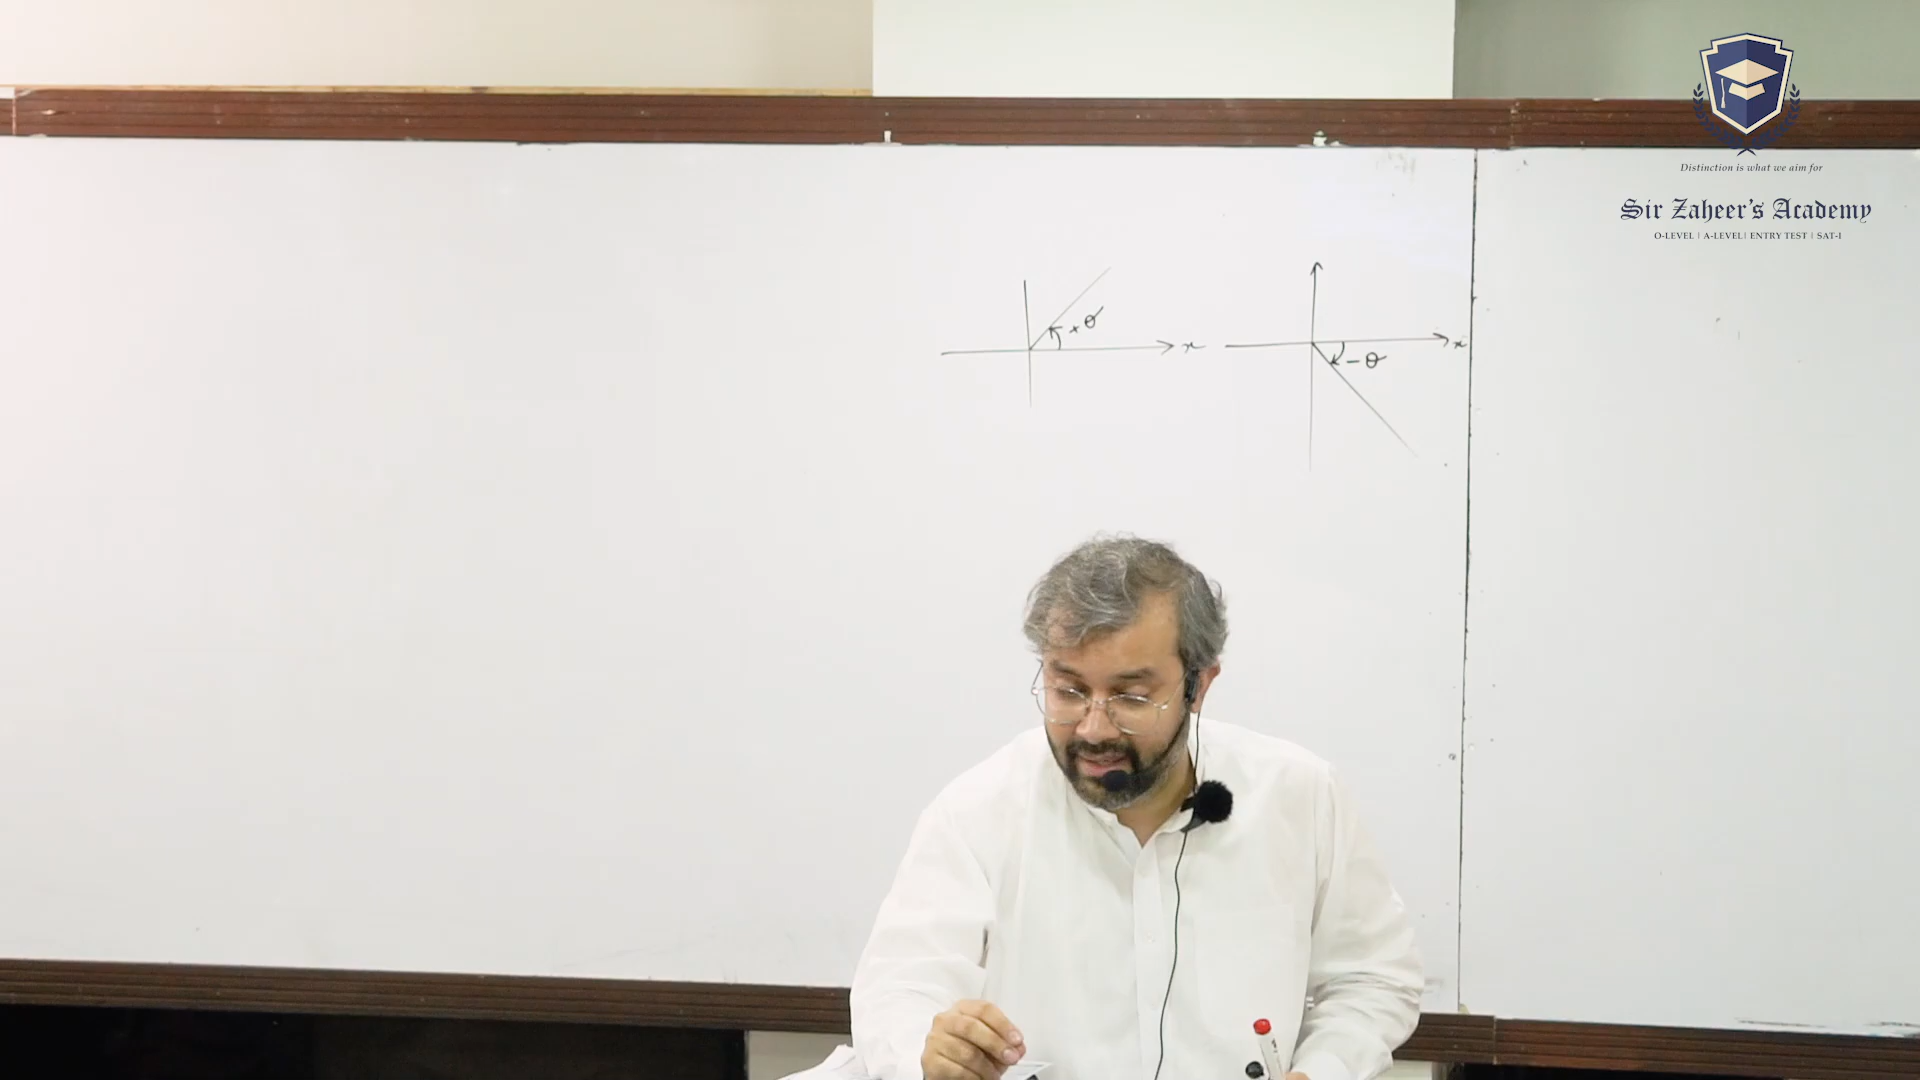 Distinction is what we aim for
Sir Zaheer's Academy
O-LEVEL | A-LEVEL| ENTRY TEST | SAT-I
+θ
x
-θ
x